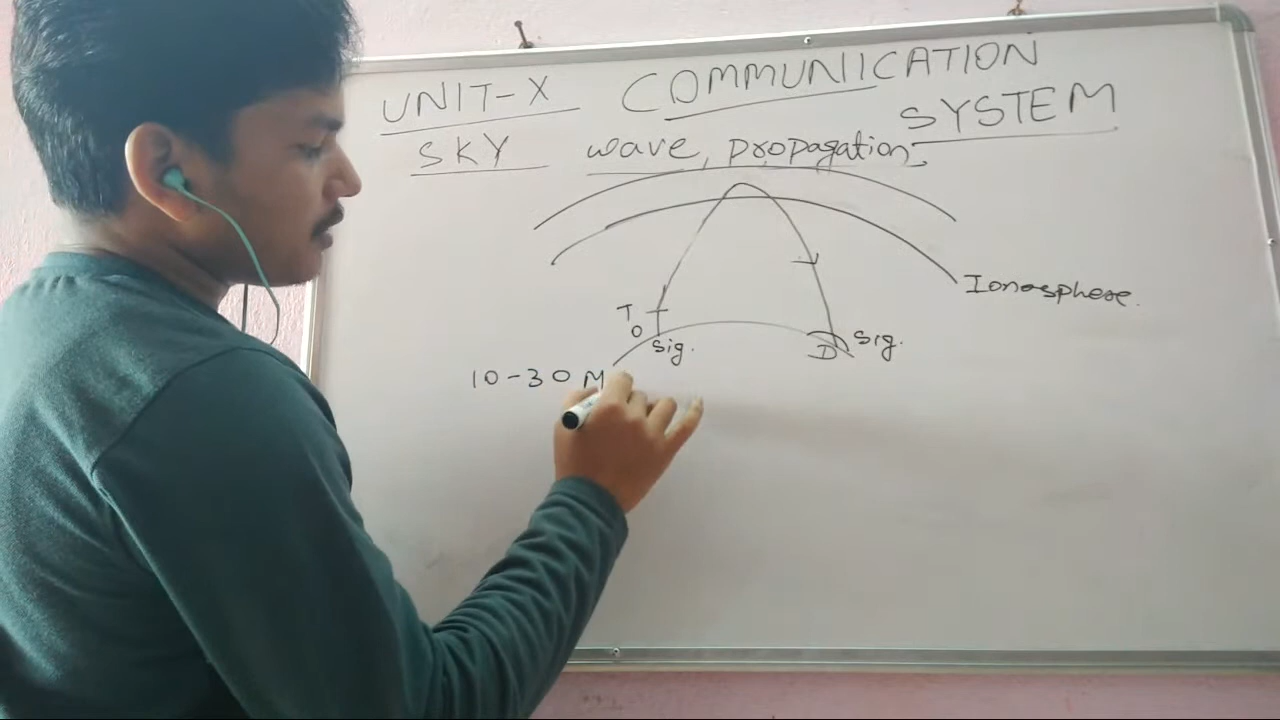 UNIT-X COMMUNICATION
SYSTEM
SKY wave propagation:
Ionosphere.
T
O
Sig.
D
Sig.
10-30 M